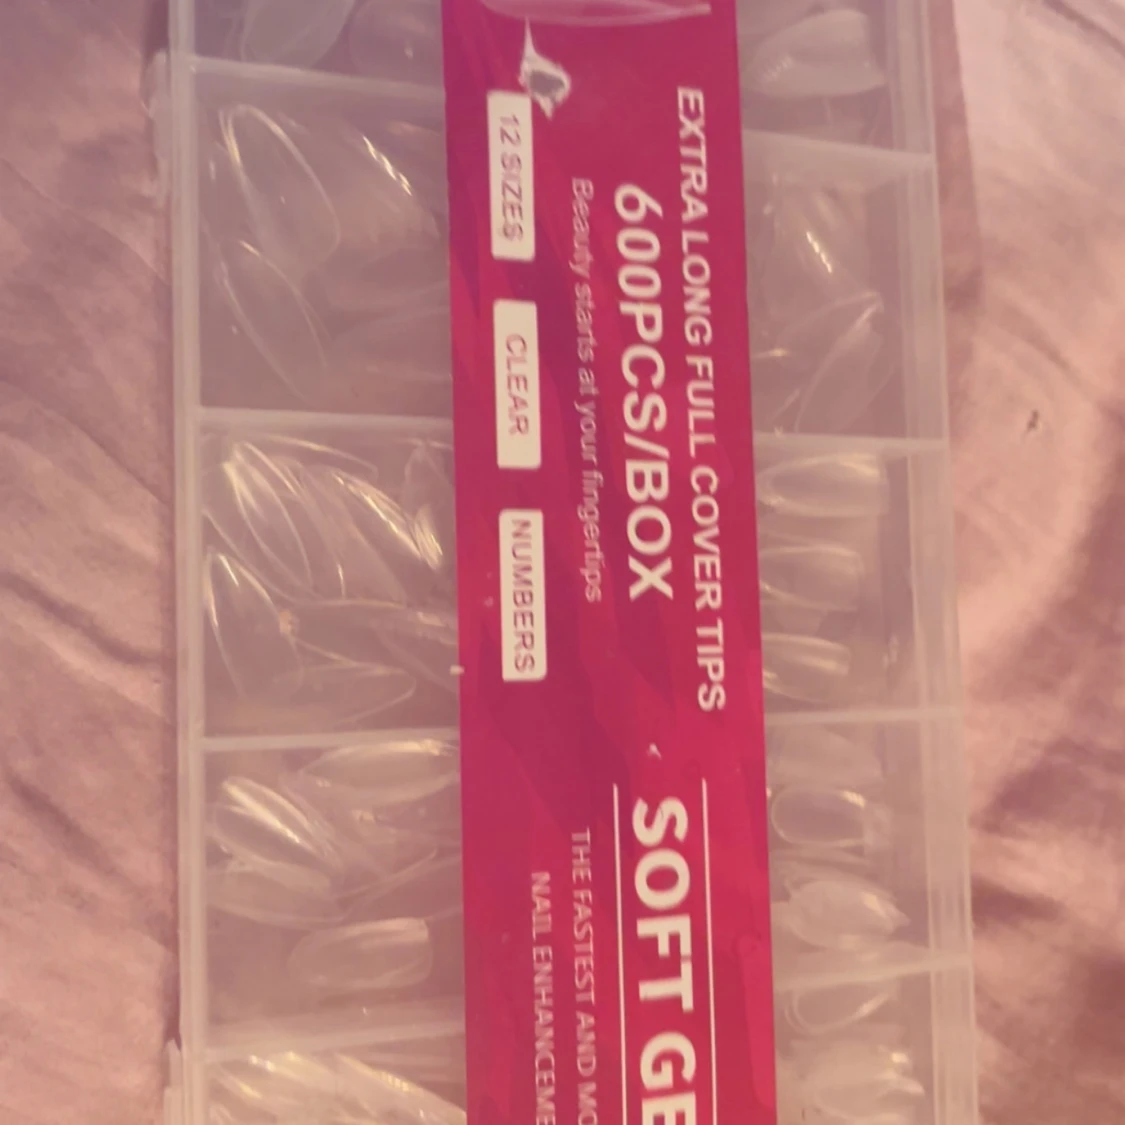 EXTRA LONG FULL COVER TIPS
600PCS/BOX
Beauty starts at your fingertips
12 SIZES
CLEAR
NUMBERS
SOFT GE
THE FASTEST AND MO
NAIL ENHANCEME